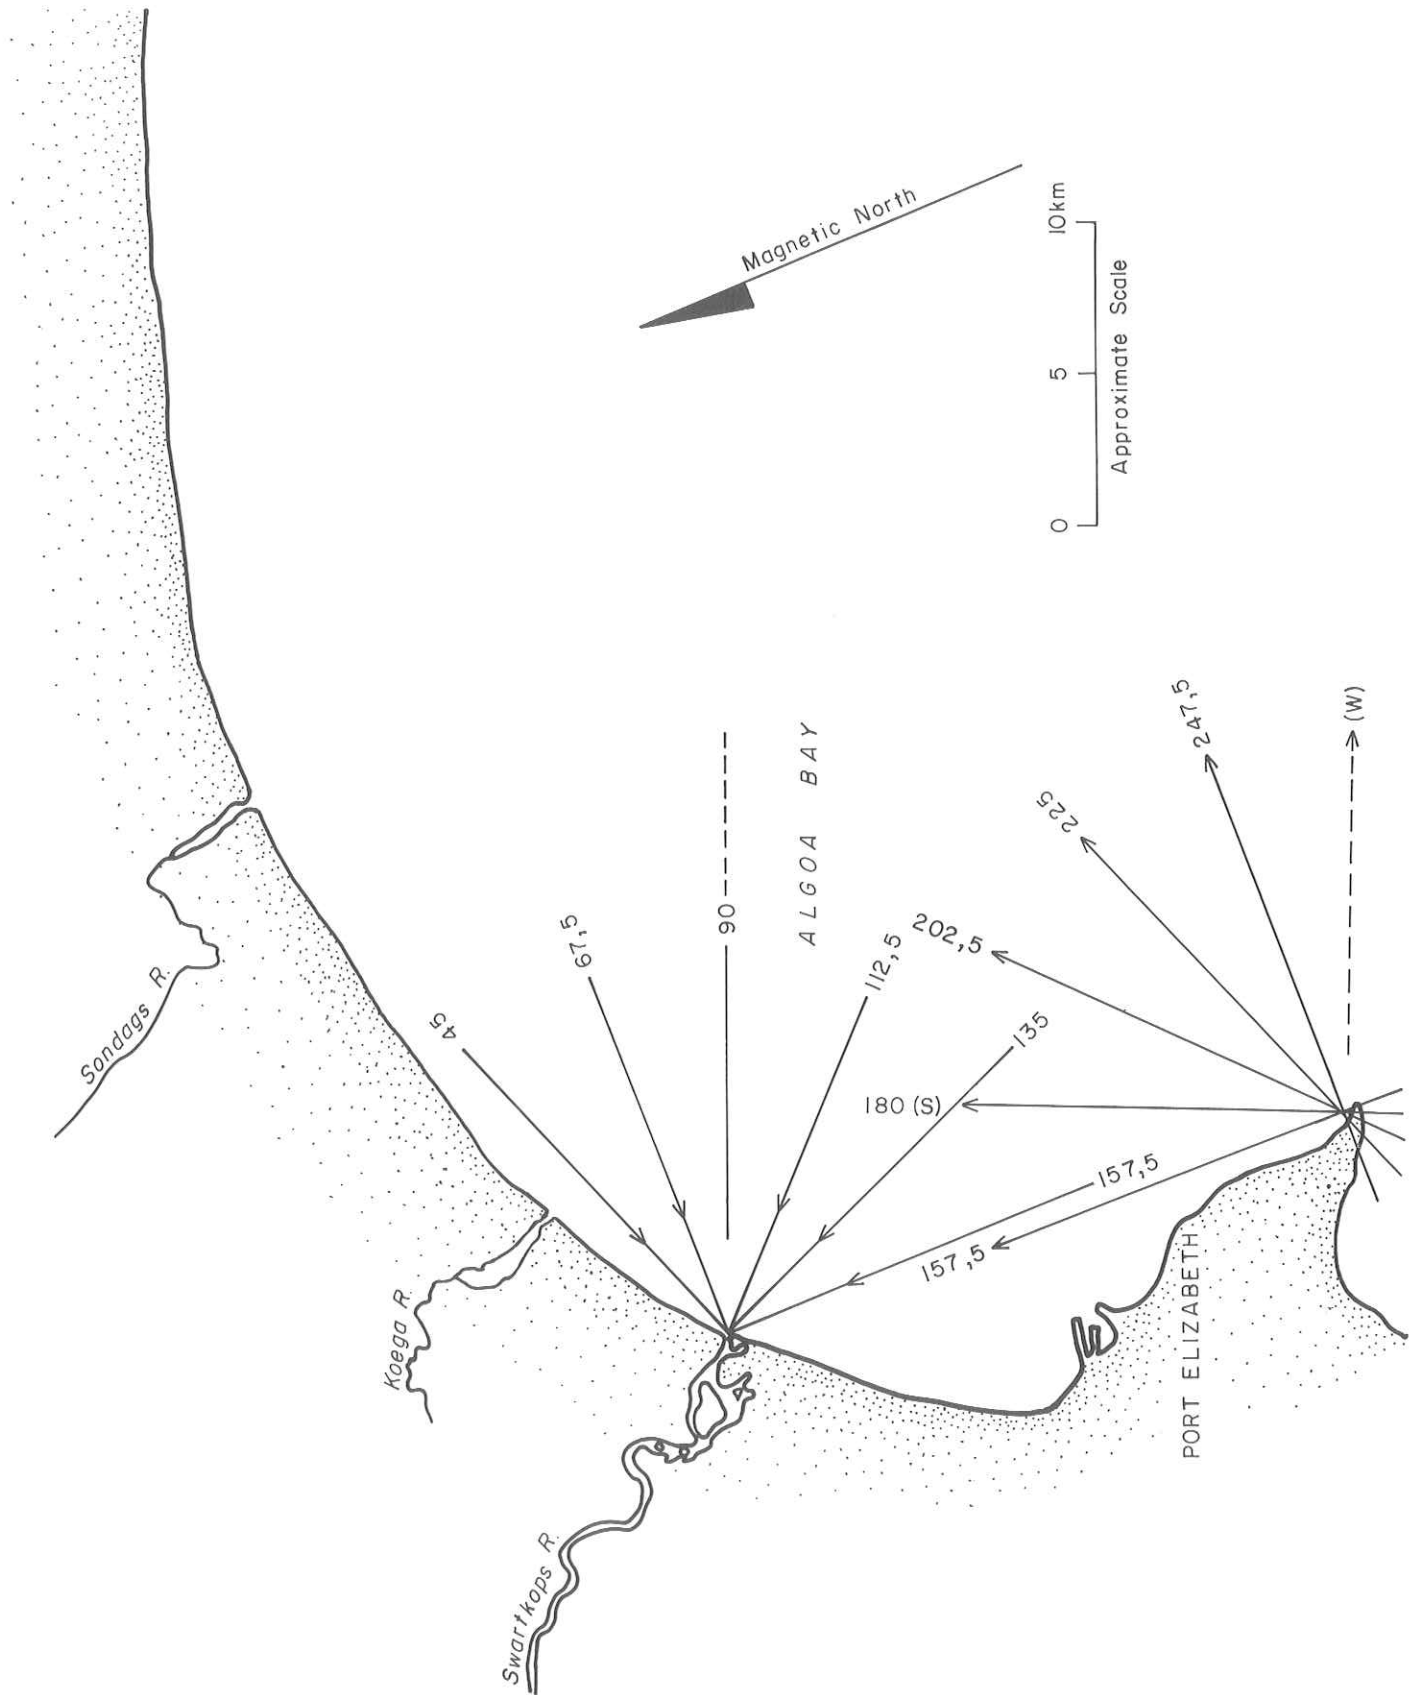 Magnetic North
0
5
10km
Approximate Scale
Sondags R.
Koega R.
Swartkops R.
ALGOA BAY
PORT ELIZABETH
45
67,5
90
112,5
135
157,5
157,5
180 (S)
202,5
225
247,5
(W)